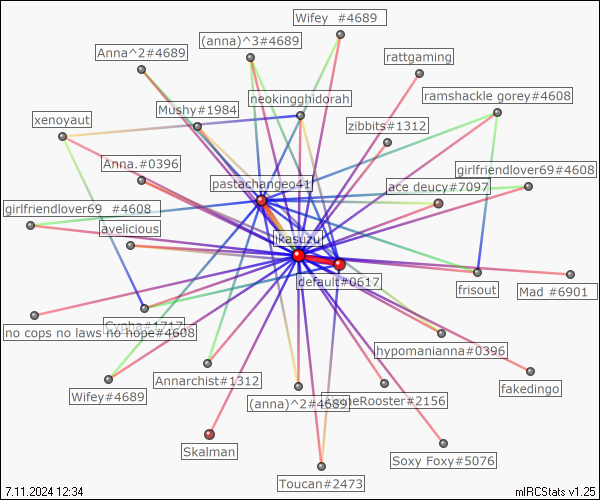 Wifey  #4689
(anna)^3#4689
Anna^2#4689
rattgaming
ramshackle gorey#4608
neokingghidorah
Mushy#1984
xenoyaut
zibbits#1312
Anna.#0396
girlfriendlover69#4608
pastachangeo41
ace deucy#7097
girlfriendlover69  #4608
ayelicious
ikasuzu
default#0617
frisout
Mad #6901
no cops no laws no hope#4608
hypomanianna#0396
Annarchist#1312
fakedingo
Wifey#4689
(anna)^2#4689
Rooster#2156
Skalman
Soxy Foxy#5076
Toucan#2473
7.11.2024 12:34
mIRCStats v1.25